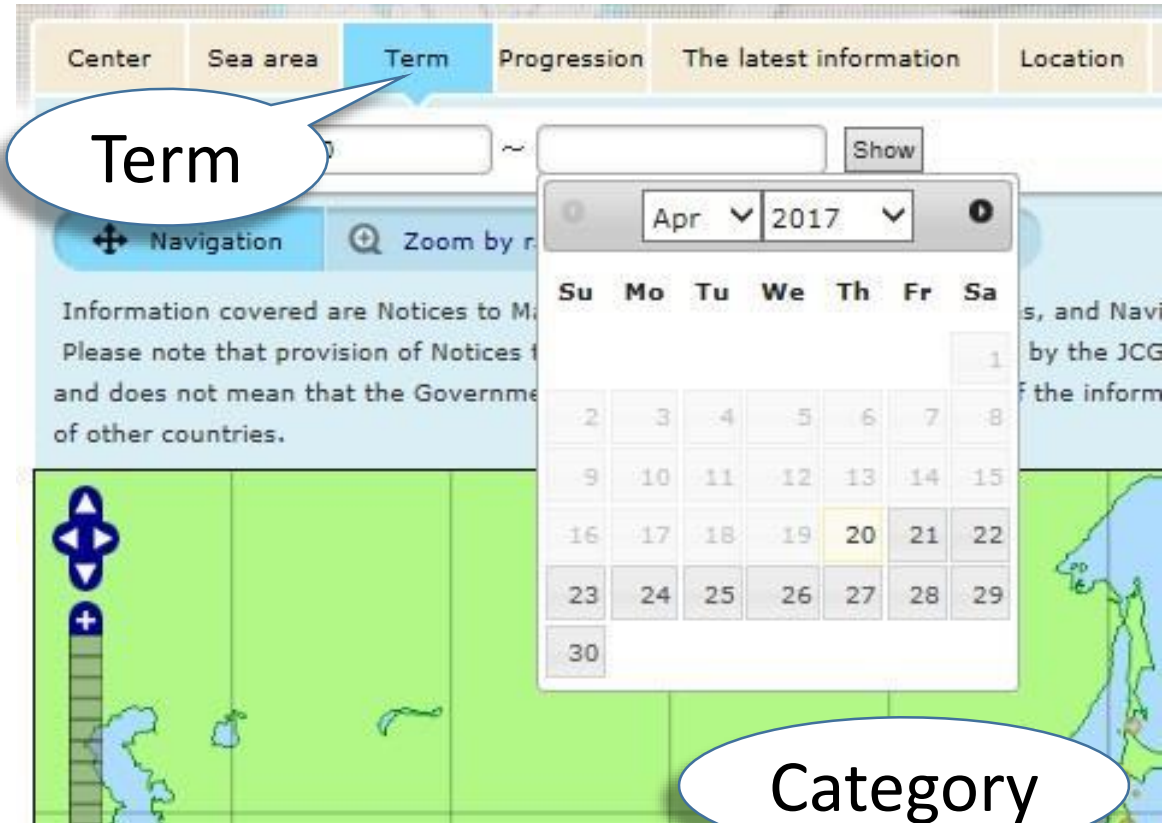 Center Sea area Term Progression The latest information Location
Term
~ Show
Apr 2017
Navigation Zoom by
Su Mo Tu We Th Fr Sa
Information covered are Notices to s, and Navi
1
Please note that provision of Notices by the JCG
and does not mean that the the inform
2 3 4 5 6 7 8
of other countries.
9 10 11 12 13 14 15
16 17 18 19 20 21 22
23 24 25 26 27 28 29
30
Category